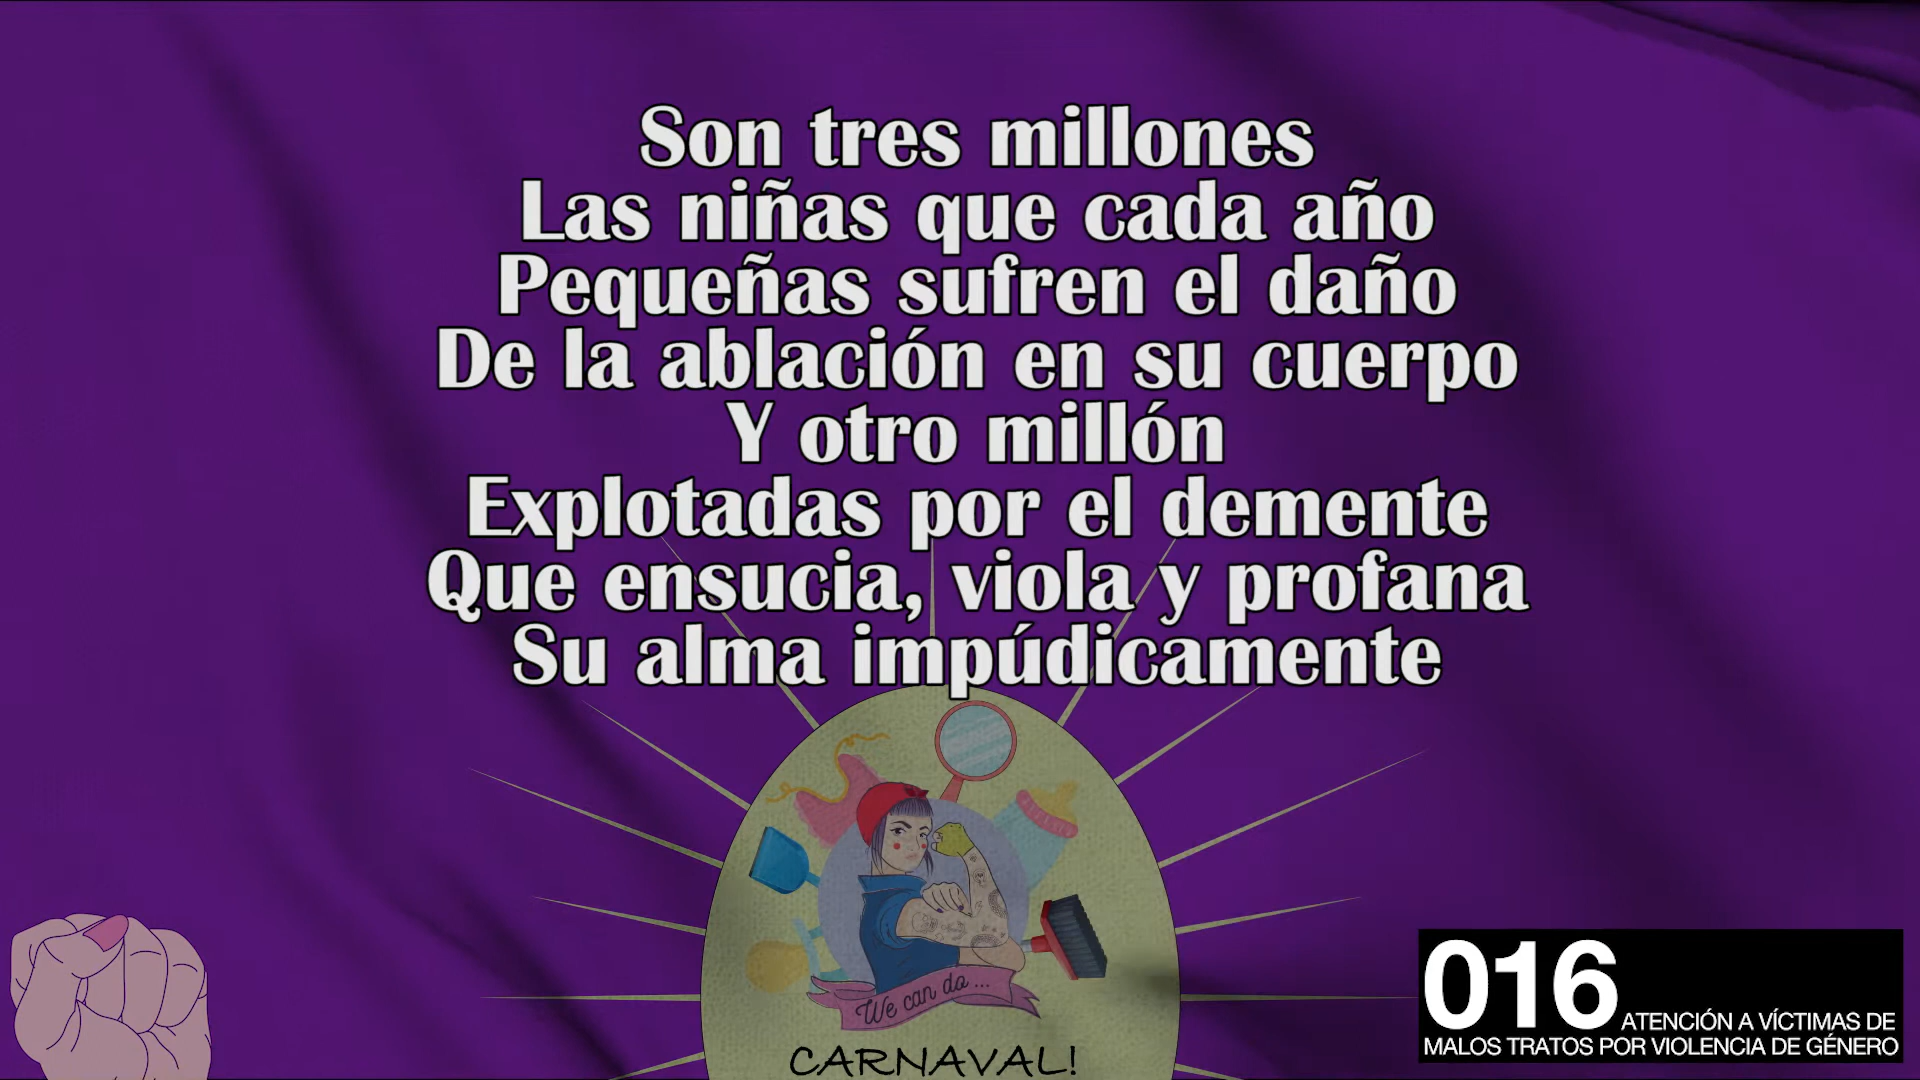 Son tres millones
Las niñas que cada año
Pequeñas sufren el daño
De la ablación en su cuerpo
Y otro millón
Explotadas por el demente
Que ensucia, viola y profana
Su alma impúdicamente
We can do ...
CARNAVAL!
016 ATENCIÓN A VÍCTIMAS DE
MALOS TRATOS POR VIOLENCIA DE GÉNERO